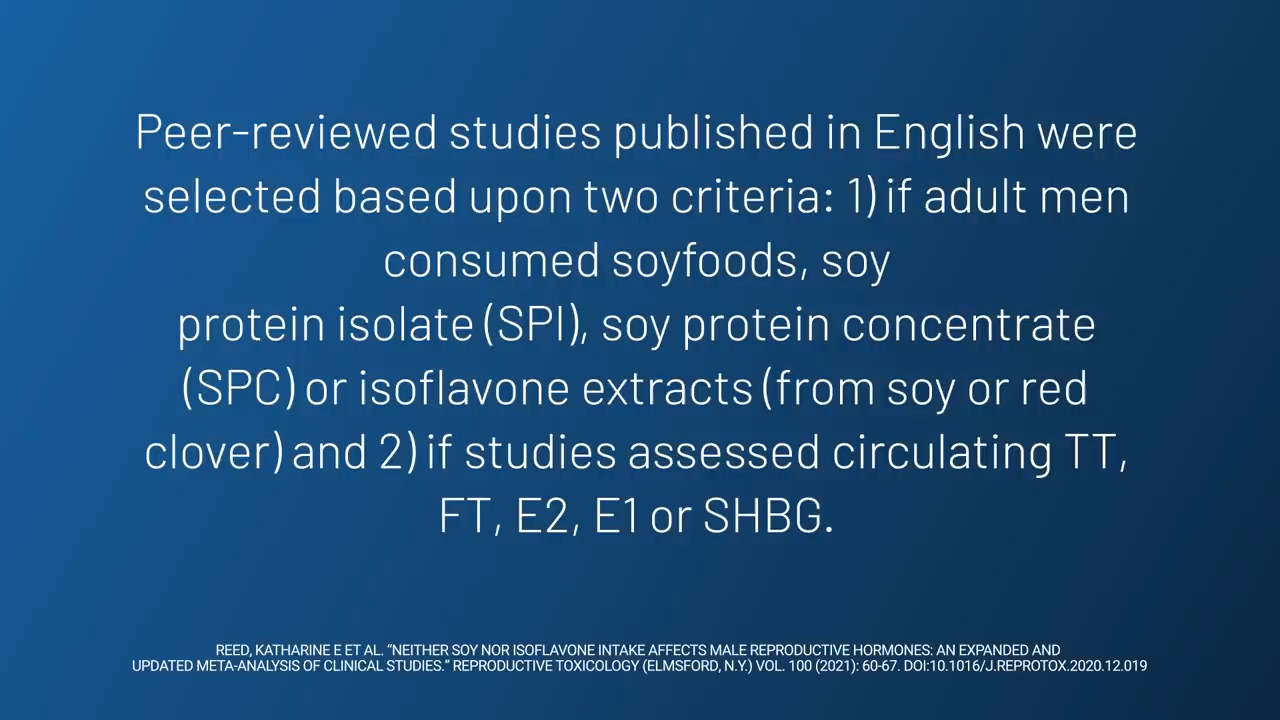 Peer-reviewed studies published in English were
selected based upon two criteria: 1) if adult men
consumed soyfoods, soy
protein isolate (SPI), soy protein concentrate
(SPC) or isoflavone extracts (from soy or red
clover) and 2) if studies assessed circulating TT,
FT, E2, E1 or SHBG.
REED, KATHARINE E ET AL. “NEITHER SOY NOR ISOFLAVONE INTAKE AFFECTS MALE REPRODUCTIVE HORMONES: AN EXPANDED AND
UPDATED META-ANALYSIS OF CLINICAL STUDIES.” REPRODUCTIVE TOXICOLOGY (ELMSFORD, N.Y.) VOL. 100 (2021): 60-67. DOI:10.1016/J.REPROTOX.2020.12.019